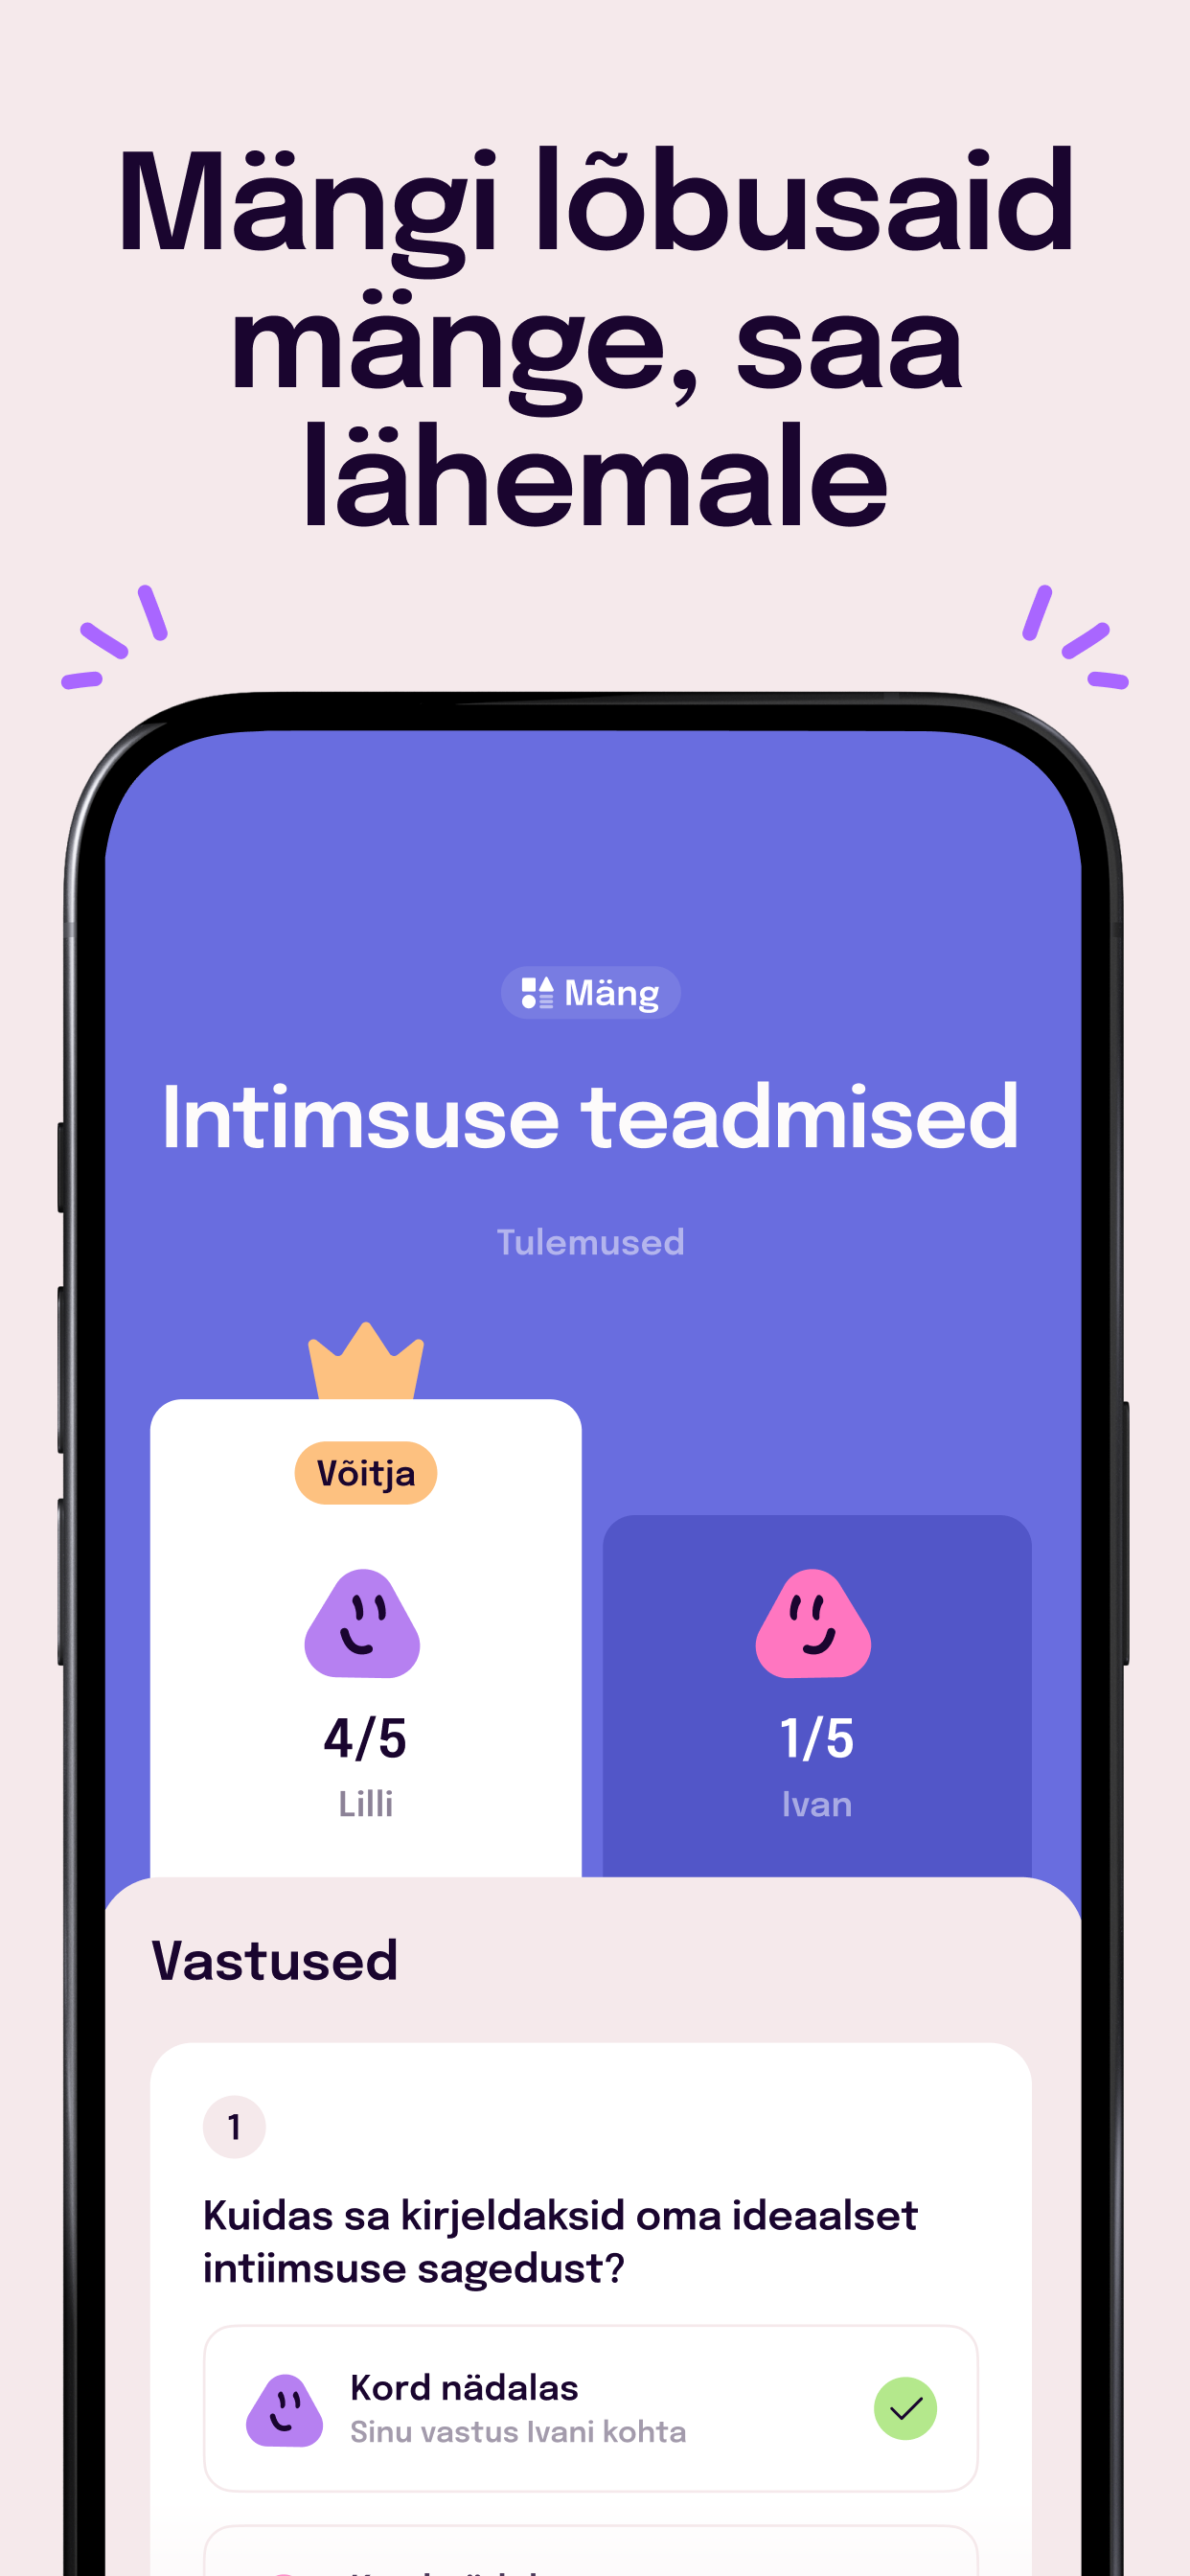 Mängi lõbusaid
mänge, saa
lähemale
Mäng
Intimsuse teadmised
Tulemused
Võitja
4/5
Lilli
1/5
Ivan
Vastused
1
Kuidas sa kirjeldaksid oma ideaalset
intiimsuse sagedust?
Kord nädalas
Sinu vastus Ivani kohta